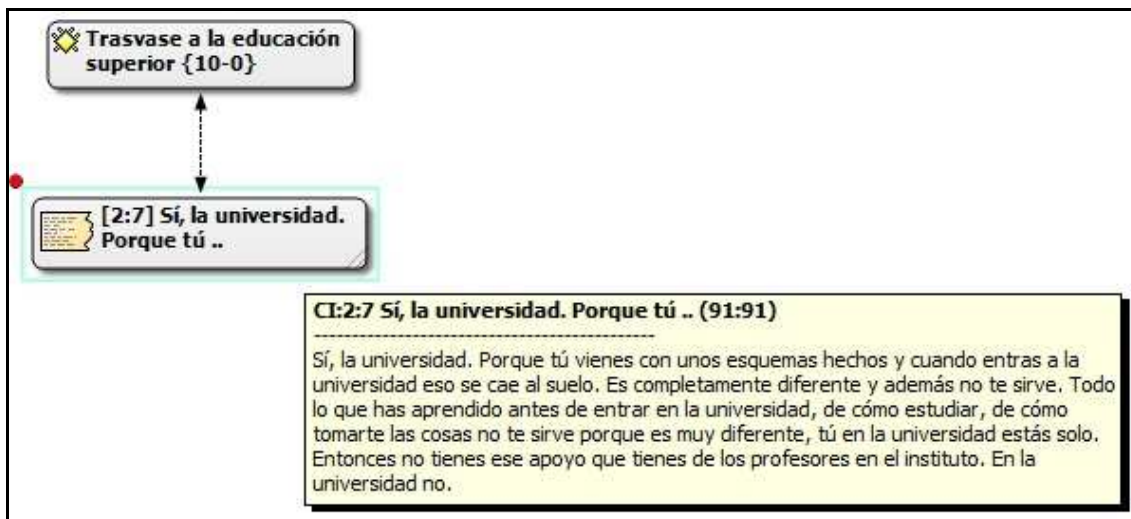 Trasvase a la educación
superior {10-0}
[2:7] Sí, la universidad.
Porque tú ..
CI:2:7 Sí, la universidad. Porque tú .. (91:91)
----------------------------------------------
Sí, la universidad. Porque tú vienes con unos esquemas hechos y cuando entras a la
universidad eso se cae al suelo. Es completamente diferente y además no te sirve. Todo
lo que has aprendido antes de entrar en la universidad, de cómo estudiar, de cómo
tomarte las cosas no te sirve porque es muy diferente, tú en la universidad estás solo.
Entonces no tienes ese apoyo que tienes de los profesores en el instituto. En la
universidad no.